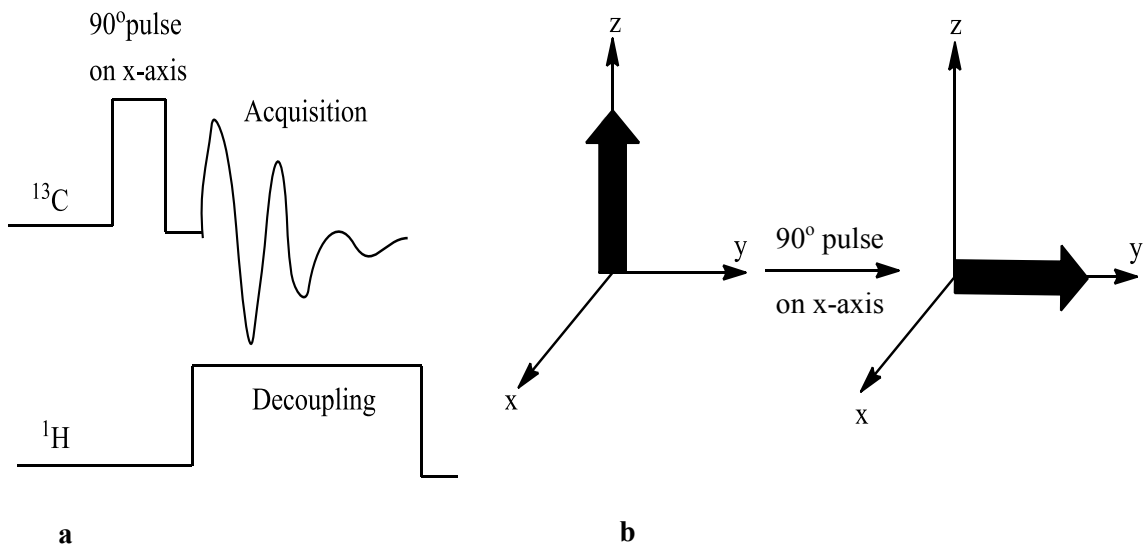 90°pulse
on x-axis
Acquisition
¹³C
Decoupling
¹H
a
z
y
x
90° pulse
on x-axis
z
y
x
b